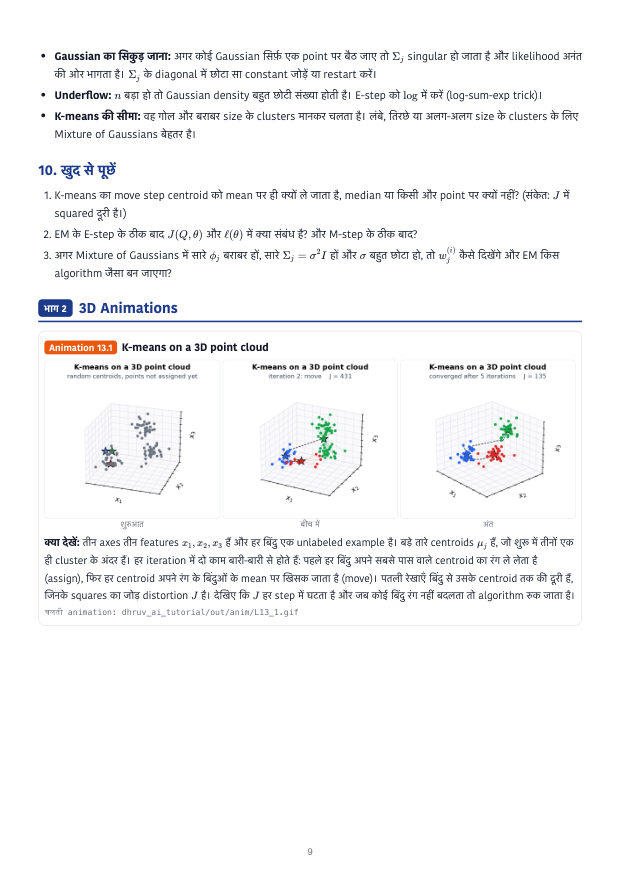 • Gaussian का सिकुड़ जाना: अगर कोई Gaussian सिर्फ़ एक point पर बैठ जाए तो Σ_j singular हो जाता है और likelihood अनंत
की ओर भागता है। Σ_j के diagonal में छोटा सा constant जोड़ें या restart करें।
• Underflow: n बड़ा हो तो Gaussian density बहुत छोटी संख्या होती है। E-step को log में करें (log-sum-exp trick)।
• K-means की सीमा: वह गोल और बराबर size के clusters मानकर चलता है। लंबे, तिरछे या अलग-अलग size के clusters के लिए
Mixture of Gaussians बेहतर है।
10. खुद से पूछें
1. K-means का move step centroid को mean पर ही क्यों ले जाता है, median या किसी और point पर क्यों नहीं? (संकेत: J में
squared दूरी है।)
2. EM के E-step के ठीक बाद J(Q, θ) और ℓ(θ) में क्या संबंध है? और M-step के ठीक बाद?
3. अगर Mixture of Gaussians में सारे ϕ_j बराबर हों, सारे Σ_j = σ²I हों और σ बहुत छोटा हो, तो w_j^(i) कैसे दिखेंगे और EM किस
algorithm जैसा बन जाएगा?
भाग 2 3D Animations
Animation 13.1 K-means on a 3D point cloud
K-means on a 3D point cloud
random centroids, points not assigned yet
x₁
x₂
x₃
शुरुआत
K-means on a 3D point cloud
iteration 2: move J = 431
x₁
x₂
x₃
बीच में
K-means on a 3D point cloud
converged after 5 iterations J = 135
x₁
x₂
x₃
अंत
क्या देखें: तीन axes तीन features x₁, x₂, x₃ हैं और हर बिंदु एक unlabeled example है। बड़े तारे centroids μ_j हैं, जो शुरू में तीनों एक
ही cluster के अंदर हैं। हर iteration में दो काम बारी-बारी से होते हैं: पहले हर बिंदु अपने सबसे पास वाले centroid का रंग ले लेता है
(assign), फिर हर centroid अपने रंग के बिंदुओं के mean पर खिसक जाता है (move)। पतली रेखाएँ बिंदु से उसके centroid तक की दूरी हैं,
जिनके squares का जोड़ distortion J है। देखिए कि J हर step में घटता है और जब कोई बिंदु रंग नहीं बदलता तो algorithm रुक जाता है।
चलती animation: dhruv_ai_tutorial/out/anim/L13_1.gif
9